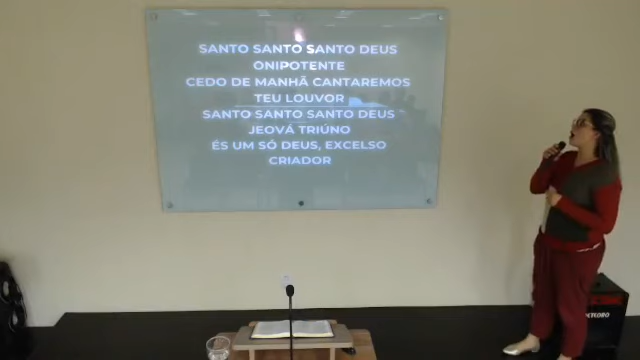 SANTO SANTO SANTO DEUS
ONIPOTENTE
CEDO DE MANHÃ CANTAREMOS
TEU LOUVOR
SANTO SANTO SANTO DEUS
JEOVÁ TRIÚNO
ÉS UM SÓ DEUS, EXCELSO
CRIADOR